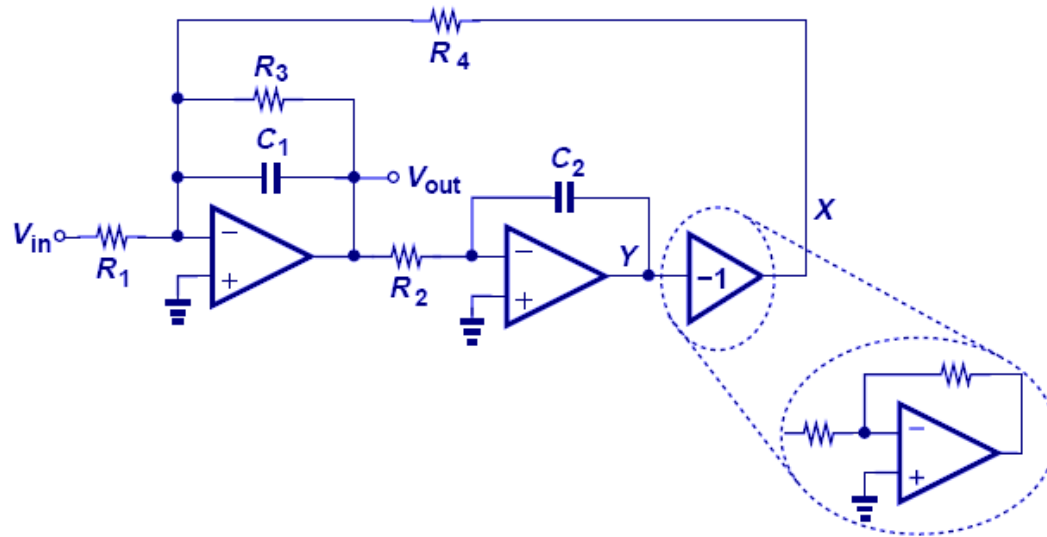 R4
R3
C1
Vout
C2
Vin
R1
−
+
R2
−
+
Y
−1
X
−
+